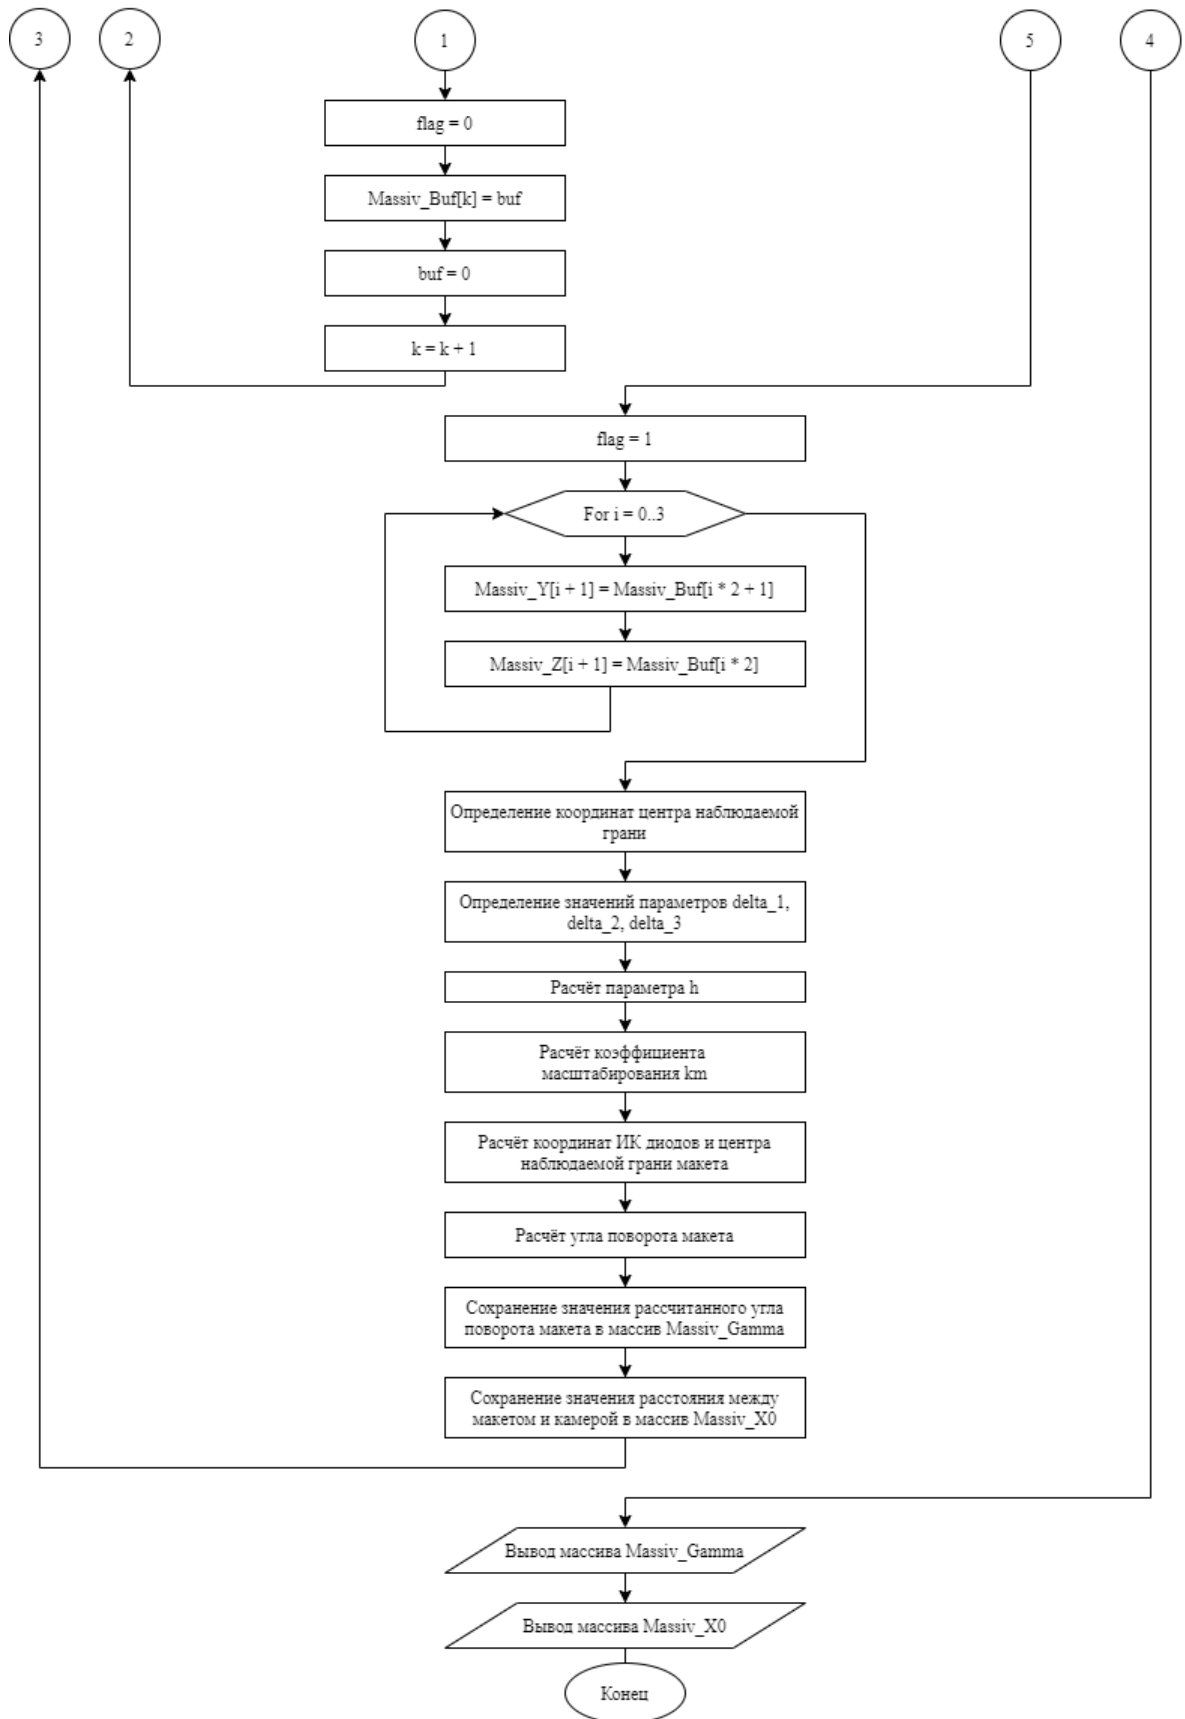 3
2
1
5
4
flag = 0
Massiv_Buf[k] = buf
buf = 0
k = k + 1
flag = 1
For i = 0..3
Massiv_Y[i + 1] = Massiv_Buf[i * 2 + 1]
Massiv_Z[i + 1] = Massiv_Buf[i * 2]
Определение координат центра наблюдаемой
грани
Определение значений параметров delta_1,
delta_2, delta_3
Расчёт параметра h
Расчёт коэффициента
масштабирования km
Расчёт координат ИК диодов и центра
наблюдаемой грани макета
Расчёт угла поворота макета
Сохранение значения рассчитанного угла
поворота макета в массив Massiv_Gamma
Сохранение значения расстояния между
макетом и камерой в массив Massiv_X0
Вывод массива Massiv_Gamma
Вывод массива Massiv_X0
Конец